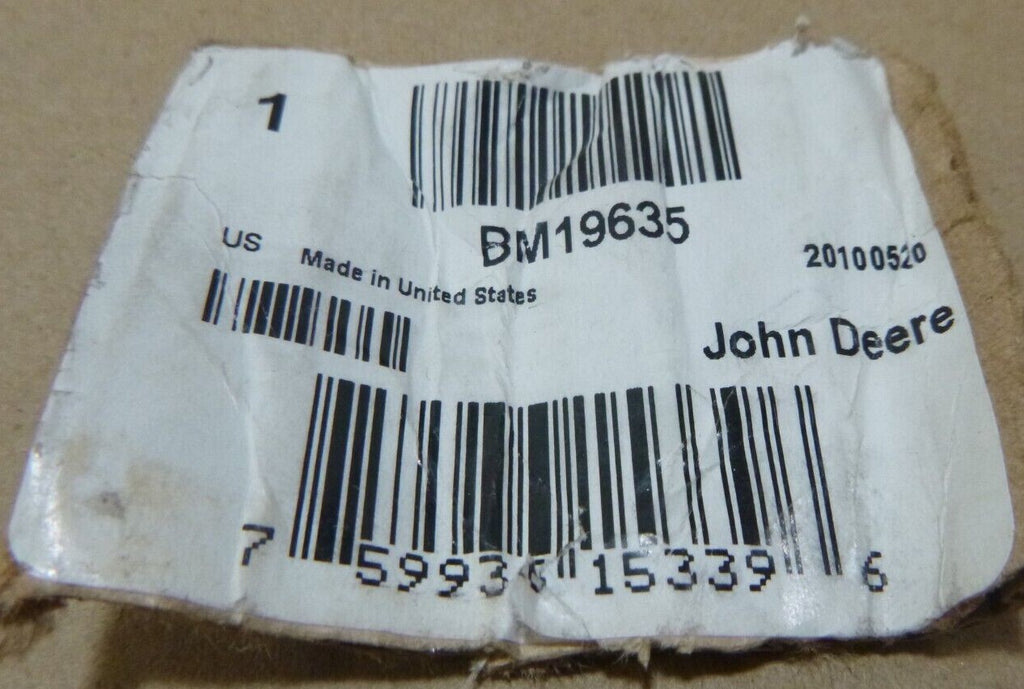 1
BM19635
US Made in United States
20100520
John Deere
7 59936 15339 6